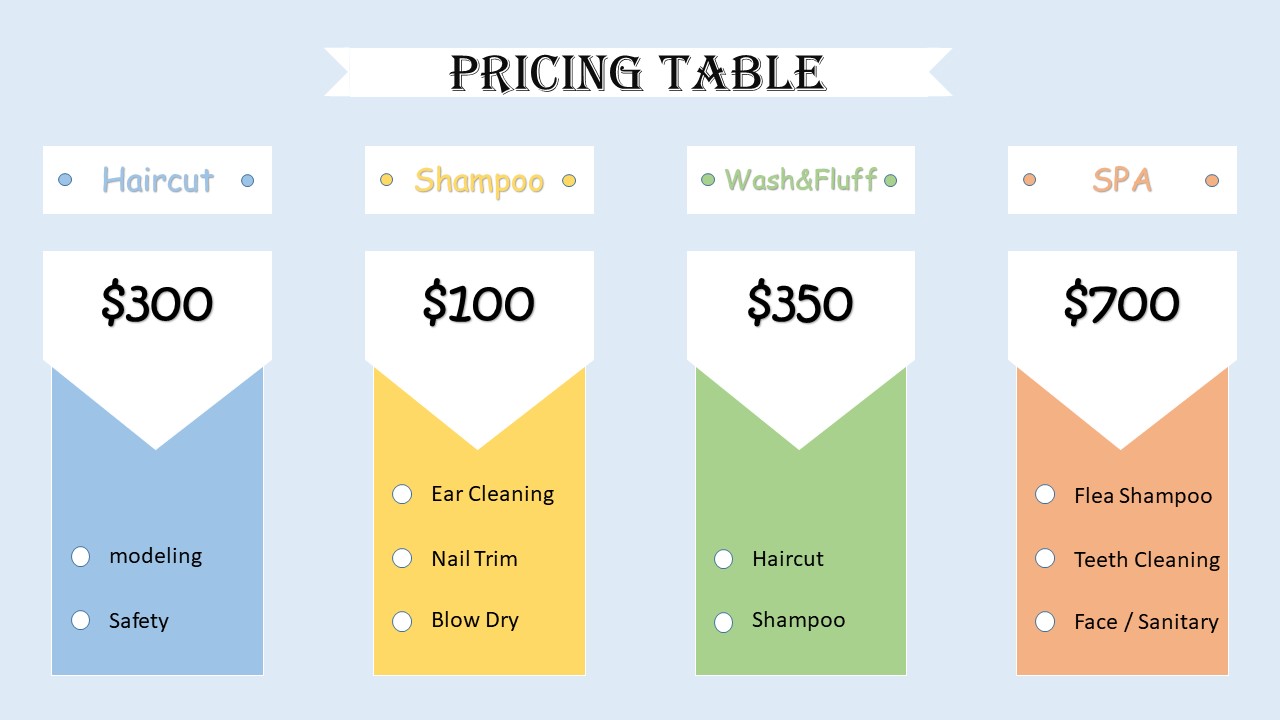 PRICING TABLE
Haircut
$300
modeling
Safety
Shampoo
$100
Ear Cleaning
Nail Trim
Blow Dry
Wash&Fluff
$350
Haircut
Shampoo
SPA
$700
Flea Shampoo
Teeth Cleaning
Face / Sanitary